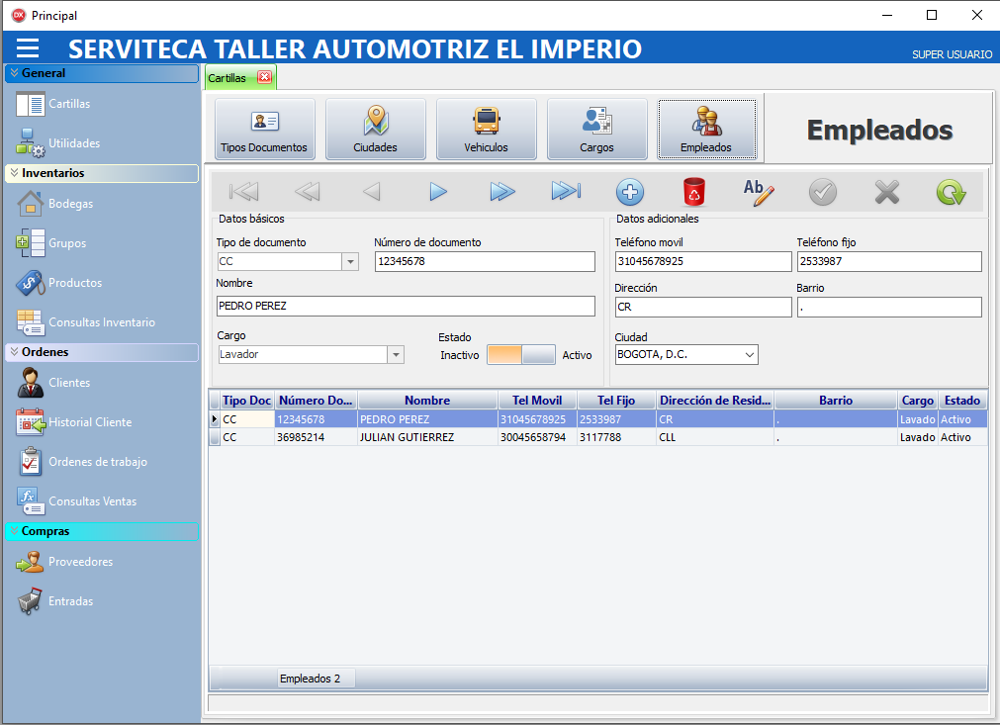 Principal
SERVITECA TALLER AUTOMOTRIZ EL IMPERIO
SUPER USUARIO
General
Cartillas
Utilidades
Inventarios
Bodegas
Grupos
Productos
Consultas Inventario
Ordenes
Clientes
Historial Cliente
Ordenes de trabajo
Consultas Ventas
Compras
Proveedores
Entradas
Cartillas
Tipos Documentos Ciudades Vehiculos Cargos Empleados
Empleados
Ab
Datos básicos
Tipo de documento Número de documento
CC 12345678
Nombre
PEDRO PEREZ
Cargo Estado
Lavador Inactivo Activo
Datos adicionales
Teléfono movil Teléfono fijo
31045678925 2533987
Dirección Barrio
CR .
Ciudad
BOGOTA, D.C.
Tipo Doc Número Do... Nombre Tel Movil Tel Fijo Dirección de Resid... Barrio Cargo Estado
CC 12345678 PEDRO PEREZ 31045678925 2533987 CR . Lavado Activo
CC 36985214 JULIAN GUTIERREZ 30045658794 3117788 CLL . Lavado Activo
Empleados 2